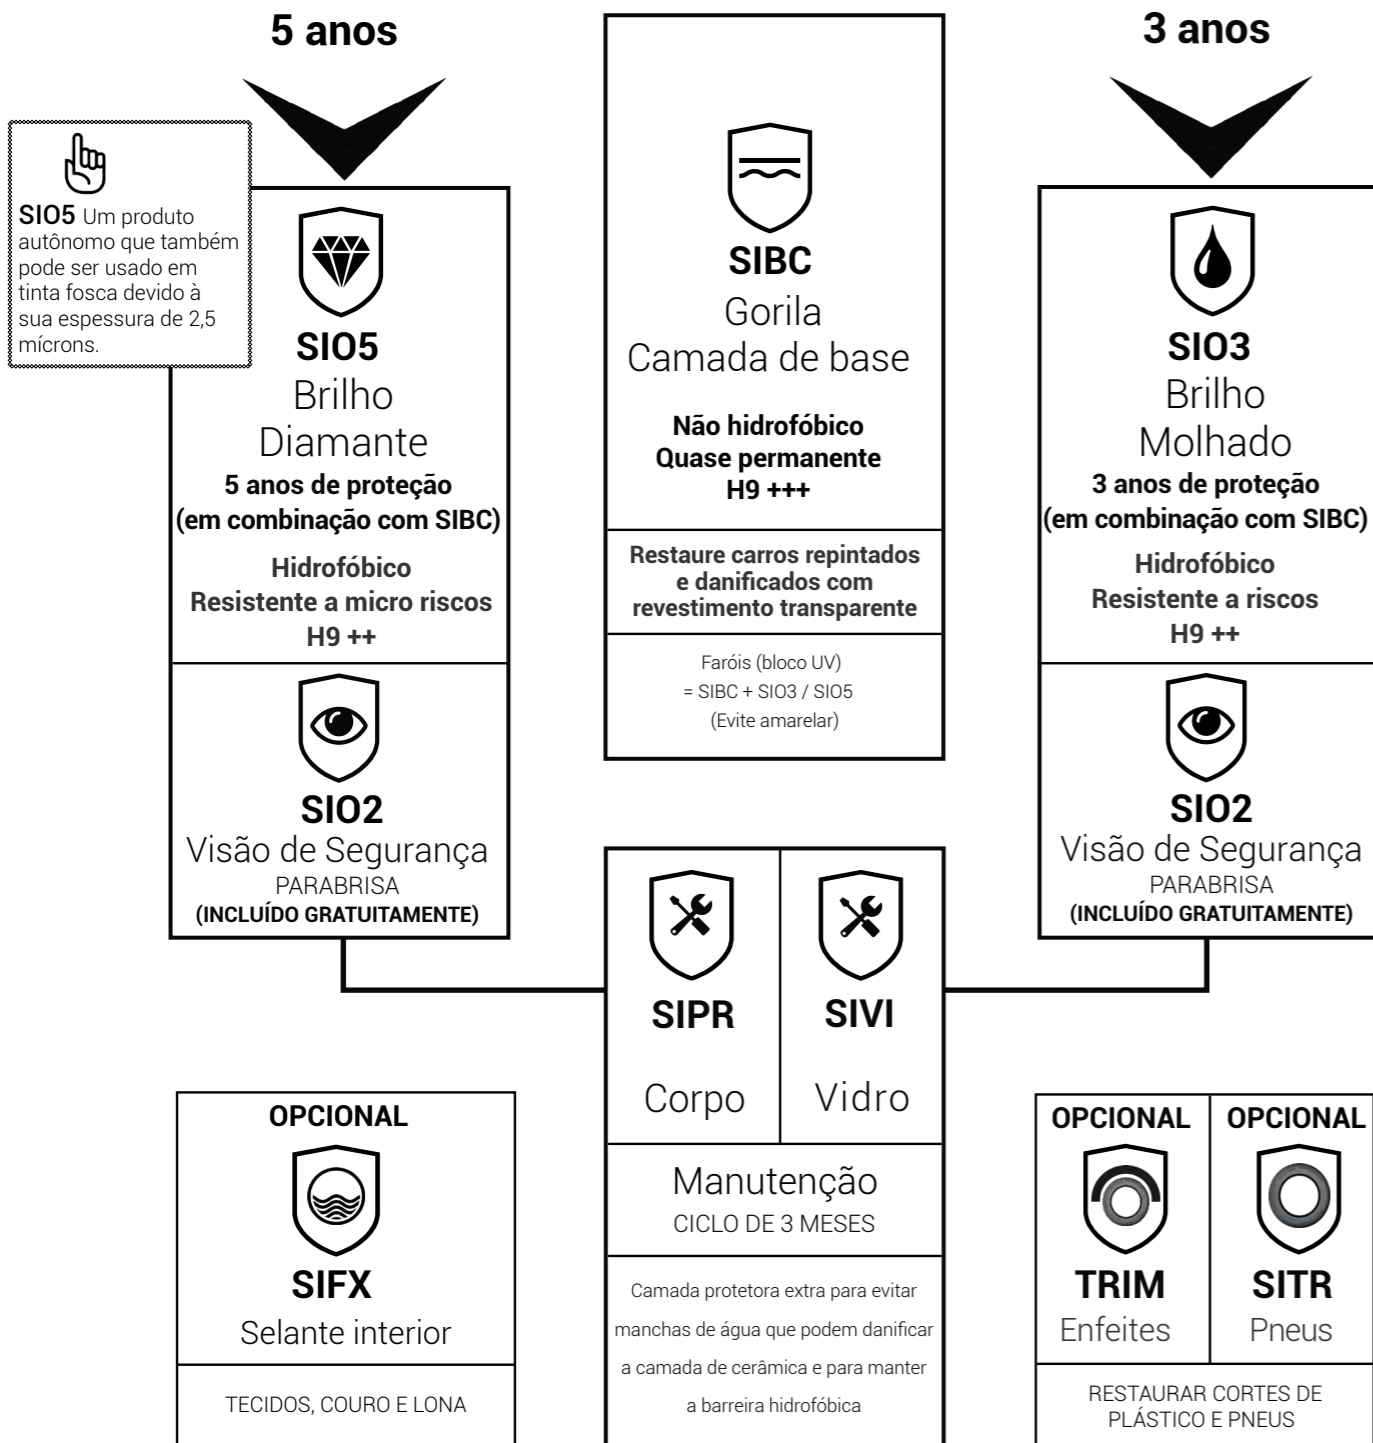 5 anos
SIO5 Um produto
autônomo que também
pode ser usado em
tinta fosca devido à
sua espessura de 2,5
mícrons.
SIO5
Brilho
Diamante
5 anos de proteção
(em combinação com SIBC)
Hidrofóbico
Resistente a micro riscos
H9 ++
SIO2
Visão de Segurança
PARABRISA
(INCLUÍDO GRATUITAMENTE)
SIBC
Gorila
Camada de base
Não hidrofóbico
Quase permanente
H9 +++
Restaure carros repintados
e danificados com
revestimento transparente
Faróis (bloco UV)
= SIBC + SIO3 / SIO5
(Evite amarelar)
3 anos
SIO3
Brilho
Molhado
3 anos de proteção
(em combinação com SIBC)
Hidrofóbico
Resistente a riscos
H9 ++
SIO2
Visão de Segurança
PARABRISA
(INCLUÍDO GRATUITAMENTE)
SIPR
Corpo
SIVI
Vidro
Manutenção
CICLO DE 3 MESES
Camada protetora extra para evitar
manchas de água que podem danificar
a camada de cerâmica e para manter
a barreira hidrofóbica
OPCIONAL
SIFX
Selante interior
TECIDOS, COURO E LONA
OPCIONAL
TRIM
Enfeites
OPCIONAL
SITR
Pneus
RESTAURAR CORTES DE
PLÁSTICO E PNEUS